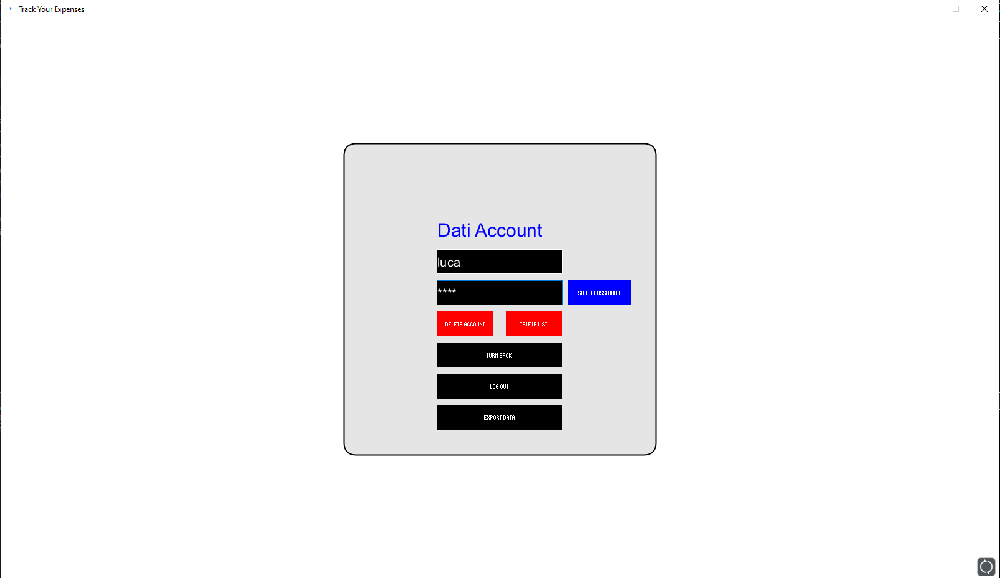 Track Your Expenses
Dati Account
luca
****
SHOW PASSWORD
DELETE ACCOUNT
DELETE LIST
TURN BACK
LOG OUT
EXPORT DATA